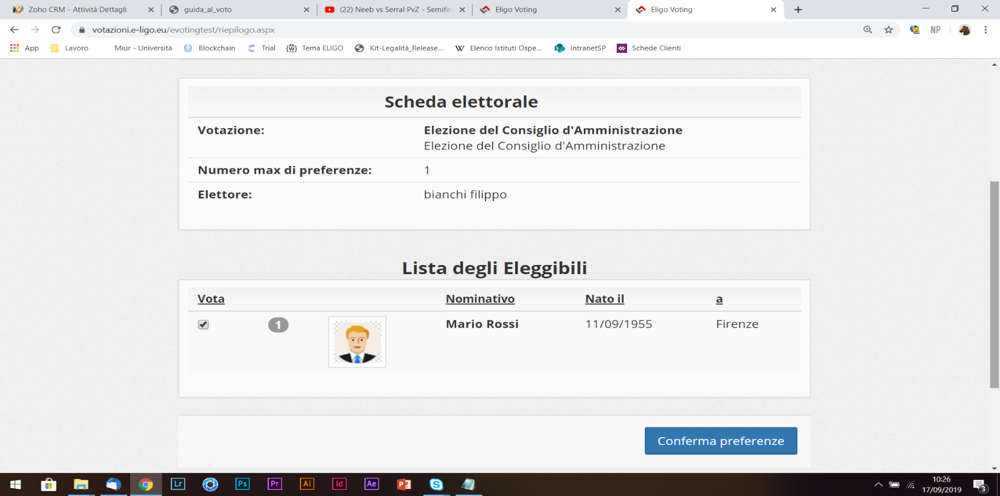 Zoho CRM - Attività Dettagli
guida_al_voto
(22) Neeb vs Serral PvZ - Semifin
Eligo Voting
Eligo Voting
votazioni.e-ligo.eu/evotingtest/riepilogo.aspx
NP
App
Lavoro
Miur - Università
Blockchain
Trial
Tema ELIGO
Kit-Legalità_Release...
Elenco Istituti Ospe...
IntranetSP
Schede Clienti
Scheda elettorale
Votazione:
Elezione del Consiglio d'Amministrazione
Elezione del Consiglio d'Amministrazione
Numero max di preferenze:
1
Elettore:
bianchi filippo
Lista degli Eleggibili
Vota
Nominativo
Nato il
a
1
Mario Rossi
11/09/1955
Firenze
Conferma preferenze
Lr
Ps
Pr
Ai
Id
Ae
10:26
17/09/2019
3